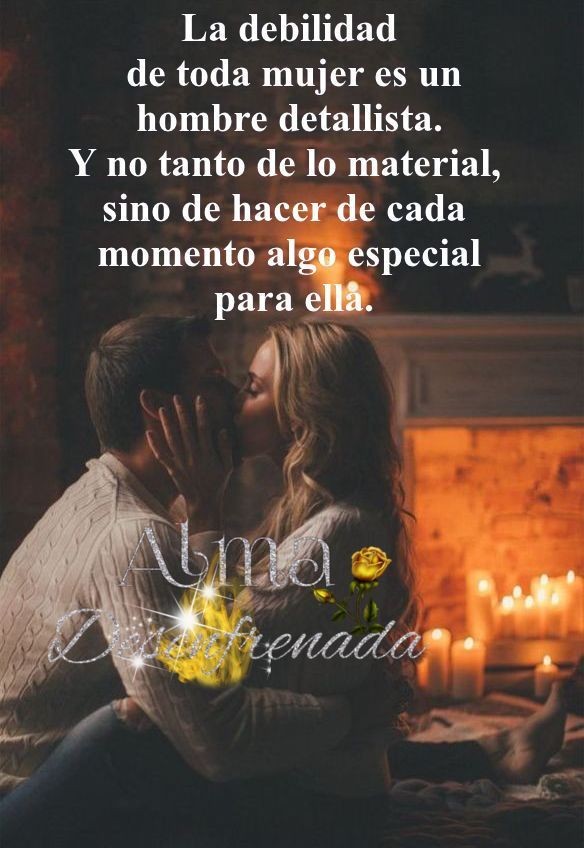 La debilidad
de toda mujer es un
hombre detallista.
Y no tanto de lo material,
sino de hacer de cada
momento algo especial
para ella.
Alma
Desenfrenada